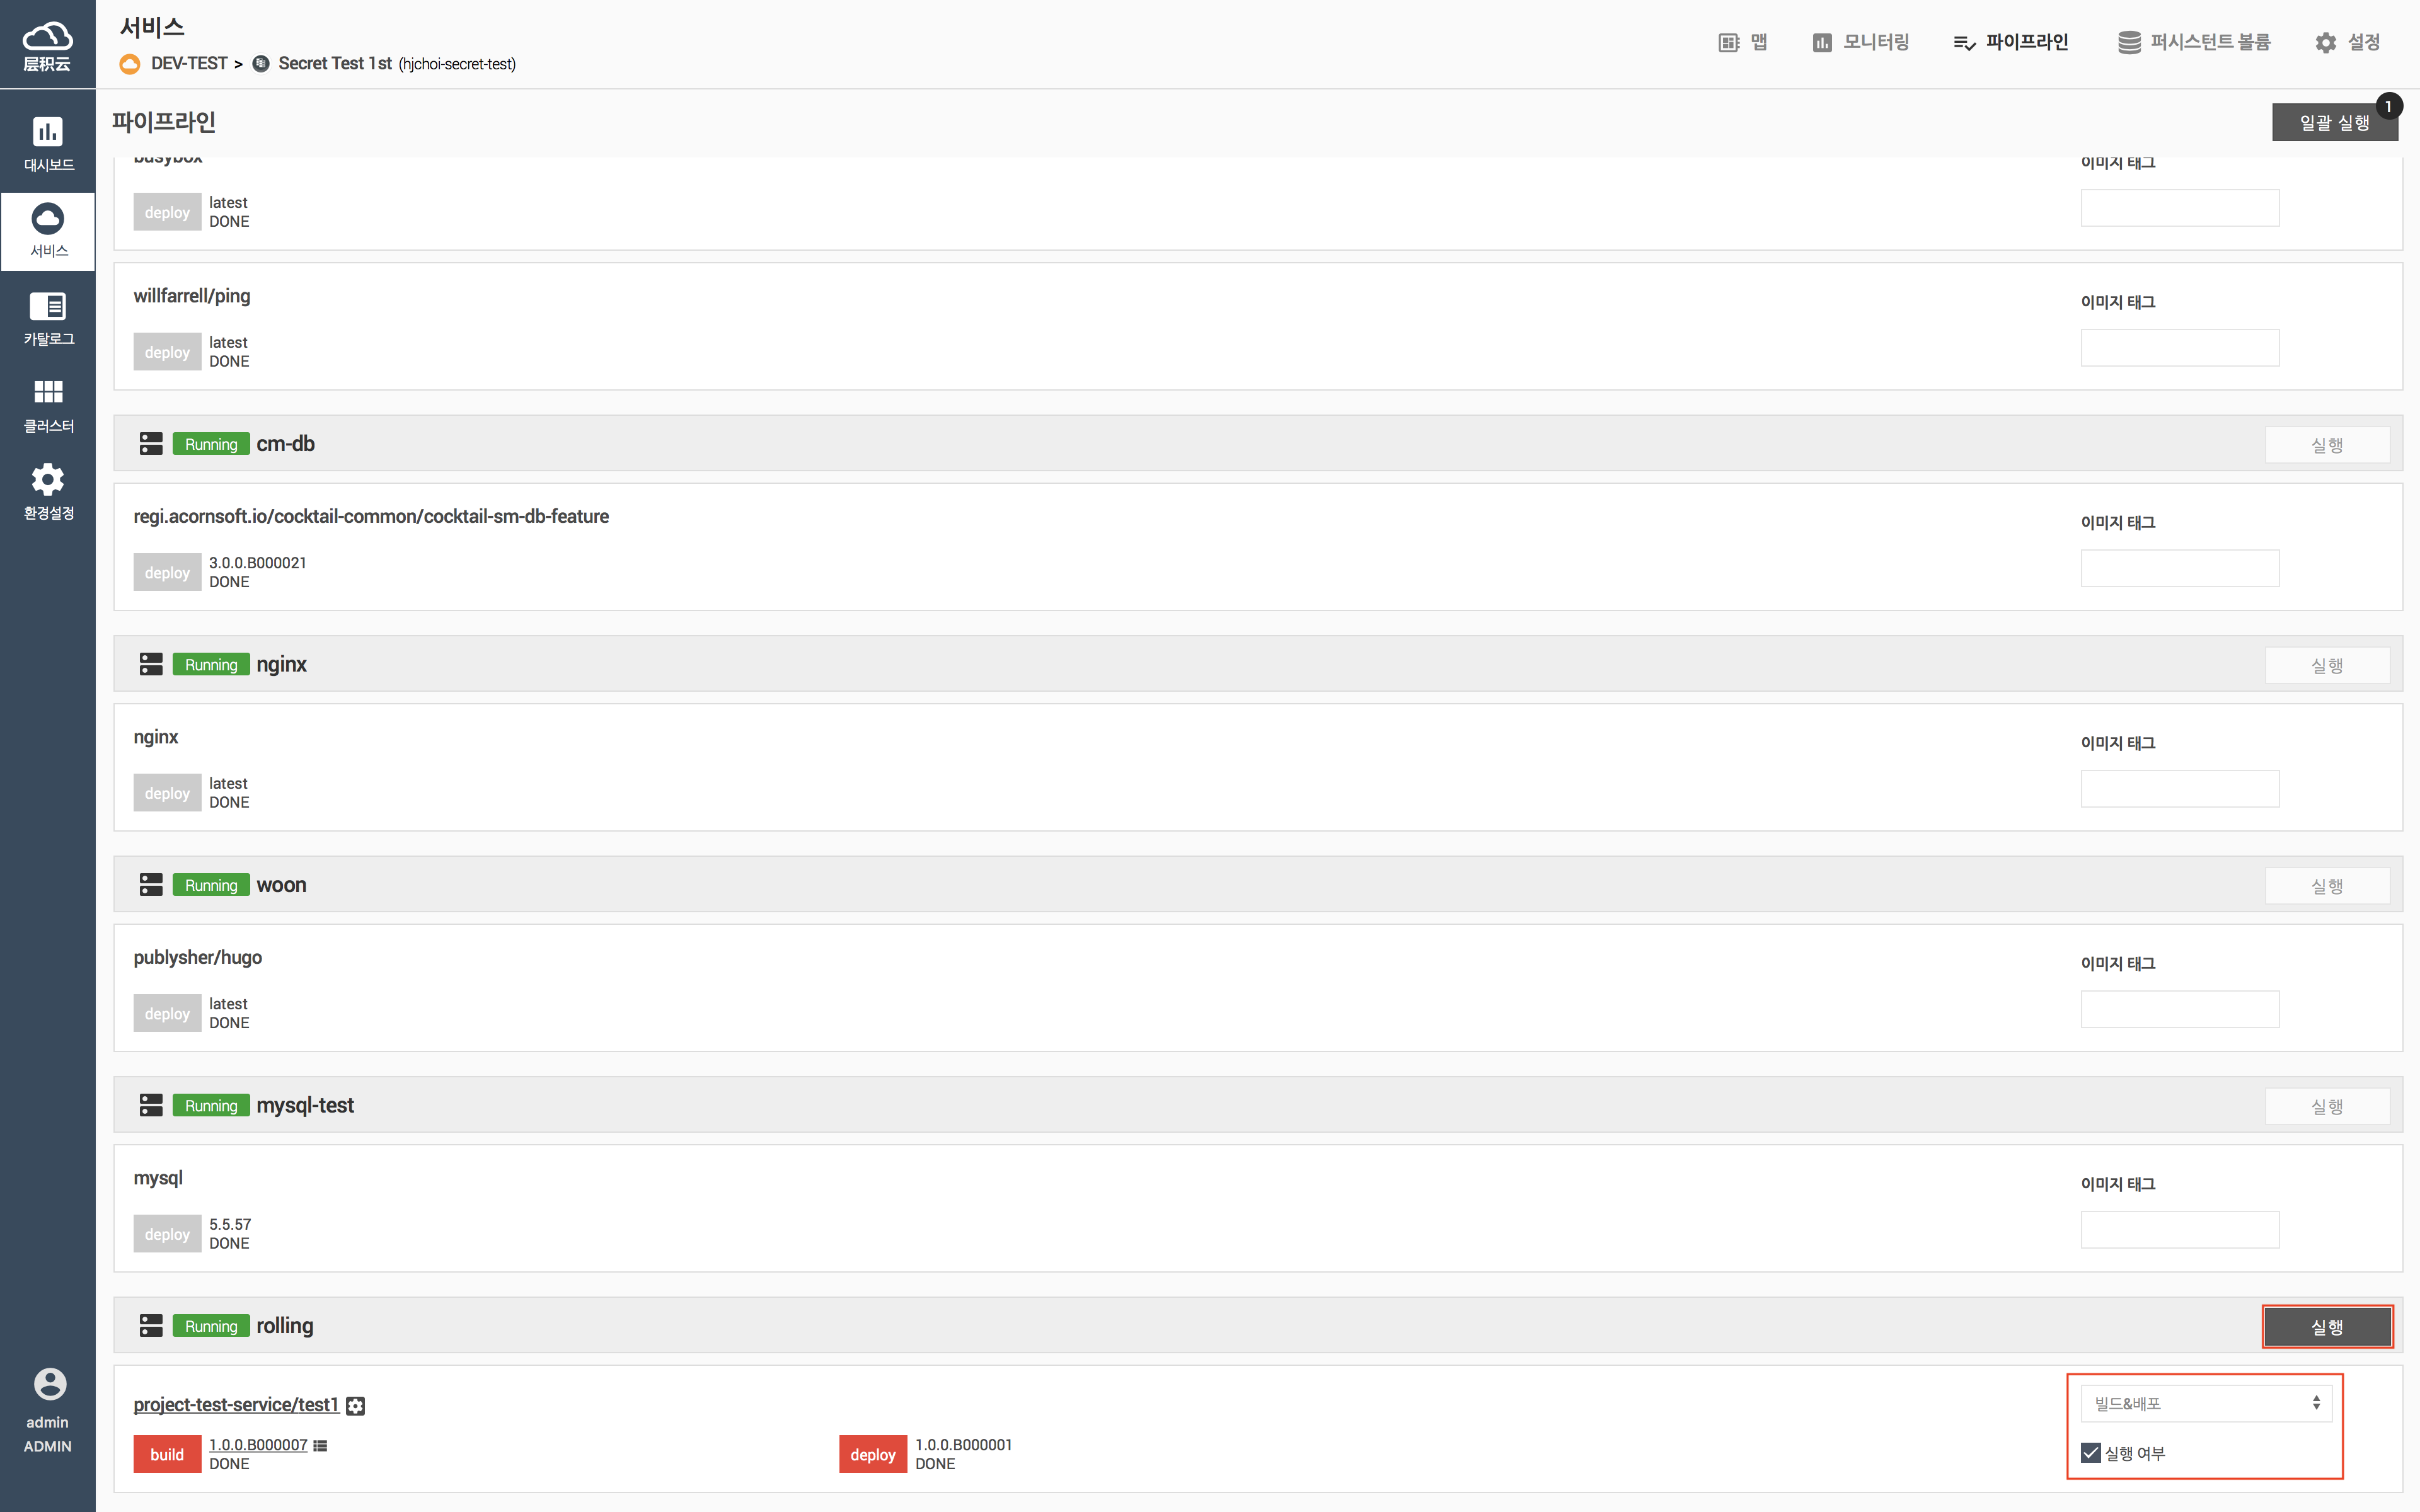 层积云
서비스
DEV-TEST > Secret Test 1st (hjchoi-secret-test)
맵
모니터링
파이프라인
퍼시스턴트 볼륨
설정
대시보드
서비스
카탈로그
클러스터
환경설정
admin
ADMIN
파이프라인
일괄 실행
1
busybox
이미지 태그
deploy
latest
DONE
willfarrell/ping
이미지 태그
deploy
latest
DONE
Running cm-db
실행
regi.acornsoft.io/cocktail-common/cocktail-sm-db-feature
이미지 태그
deploy
3.0.0.B000021
DONE
Running nginx
실행
nginx
이미지 태그
deploy
latest
DONE
Running woon
실행
publysher/hugo
이미지 태그
deploy
latest
DONE
Running mysql-test
실행
mysql
이미지 태그
deploy
5.5.57
DONE
Running rolling
실행
project-test-service/test1
빌드&배포
build
1.0.0.B000007
DONE
deploy
1.0.0.B000001
DONE
실행 여부